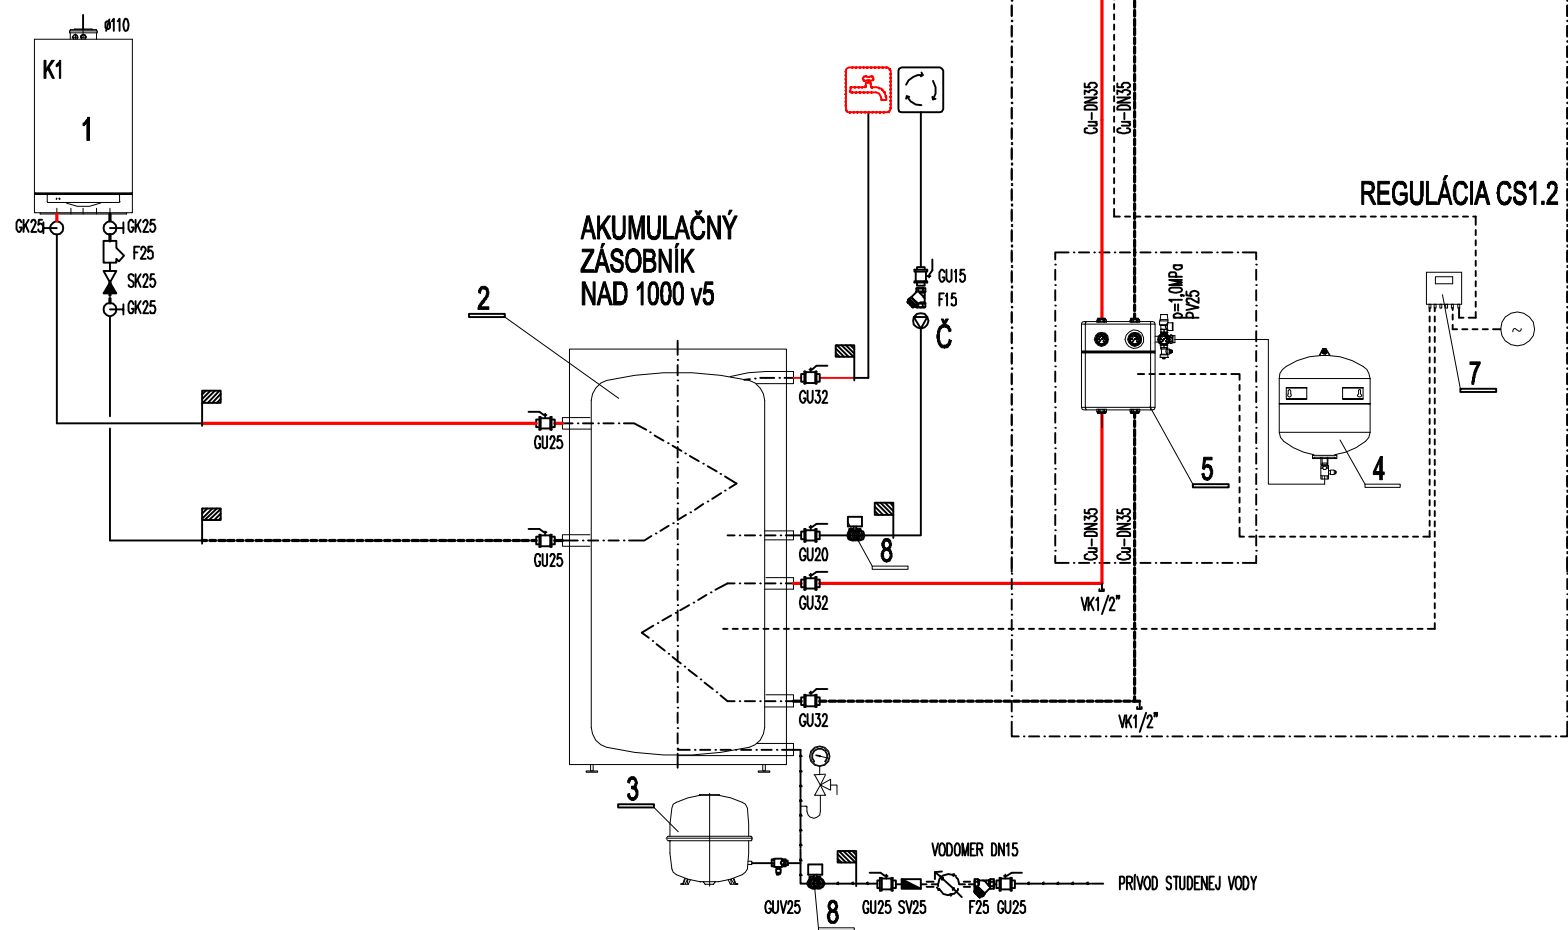 ø110
K1
1
GK25
GK25
F25
SK25
GK25
AKUMULAČNÝ
ZÁSOBNÍK
NAD 1000 v5
2
GU25
GU25
GU32
GU15
F15
Č
GU20
8
GU32
GU32
Cu-DN35
Cu-DN35
REGULÁCIA CS1.2
p=1,0MPa
PV25
7
~
5
4
Cu-DN35
Cu-DN35
VK1/2"
VK1/2"
3
VODOMER DN15
PRÍVOD STUDENEJ VODY
GUV25
8
GU25
SV25
F25
GU25